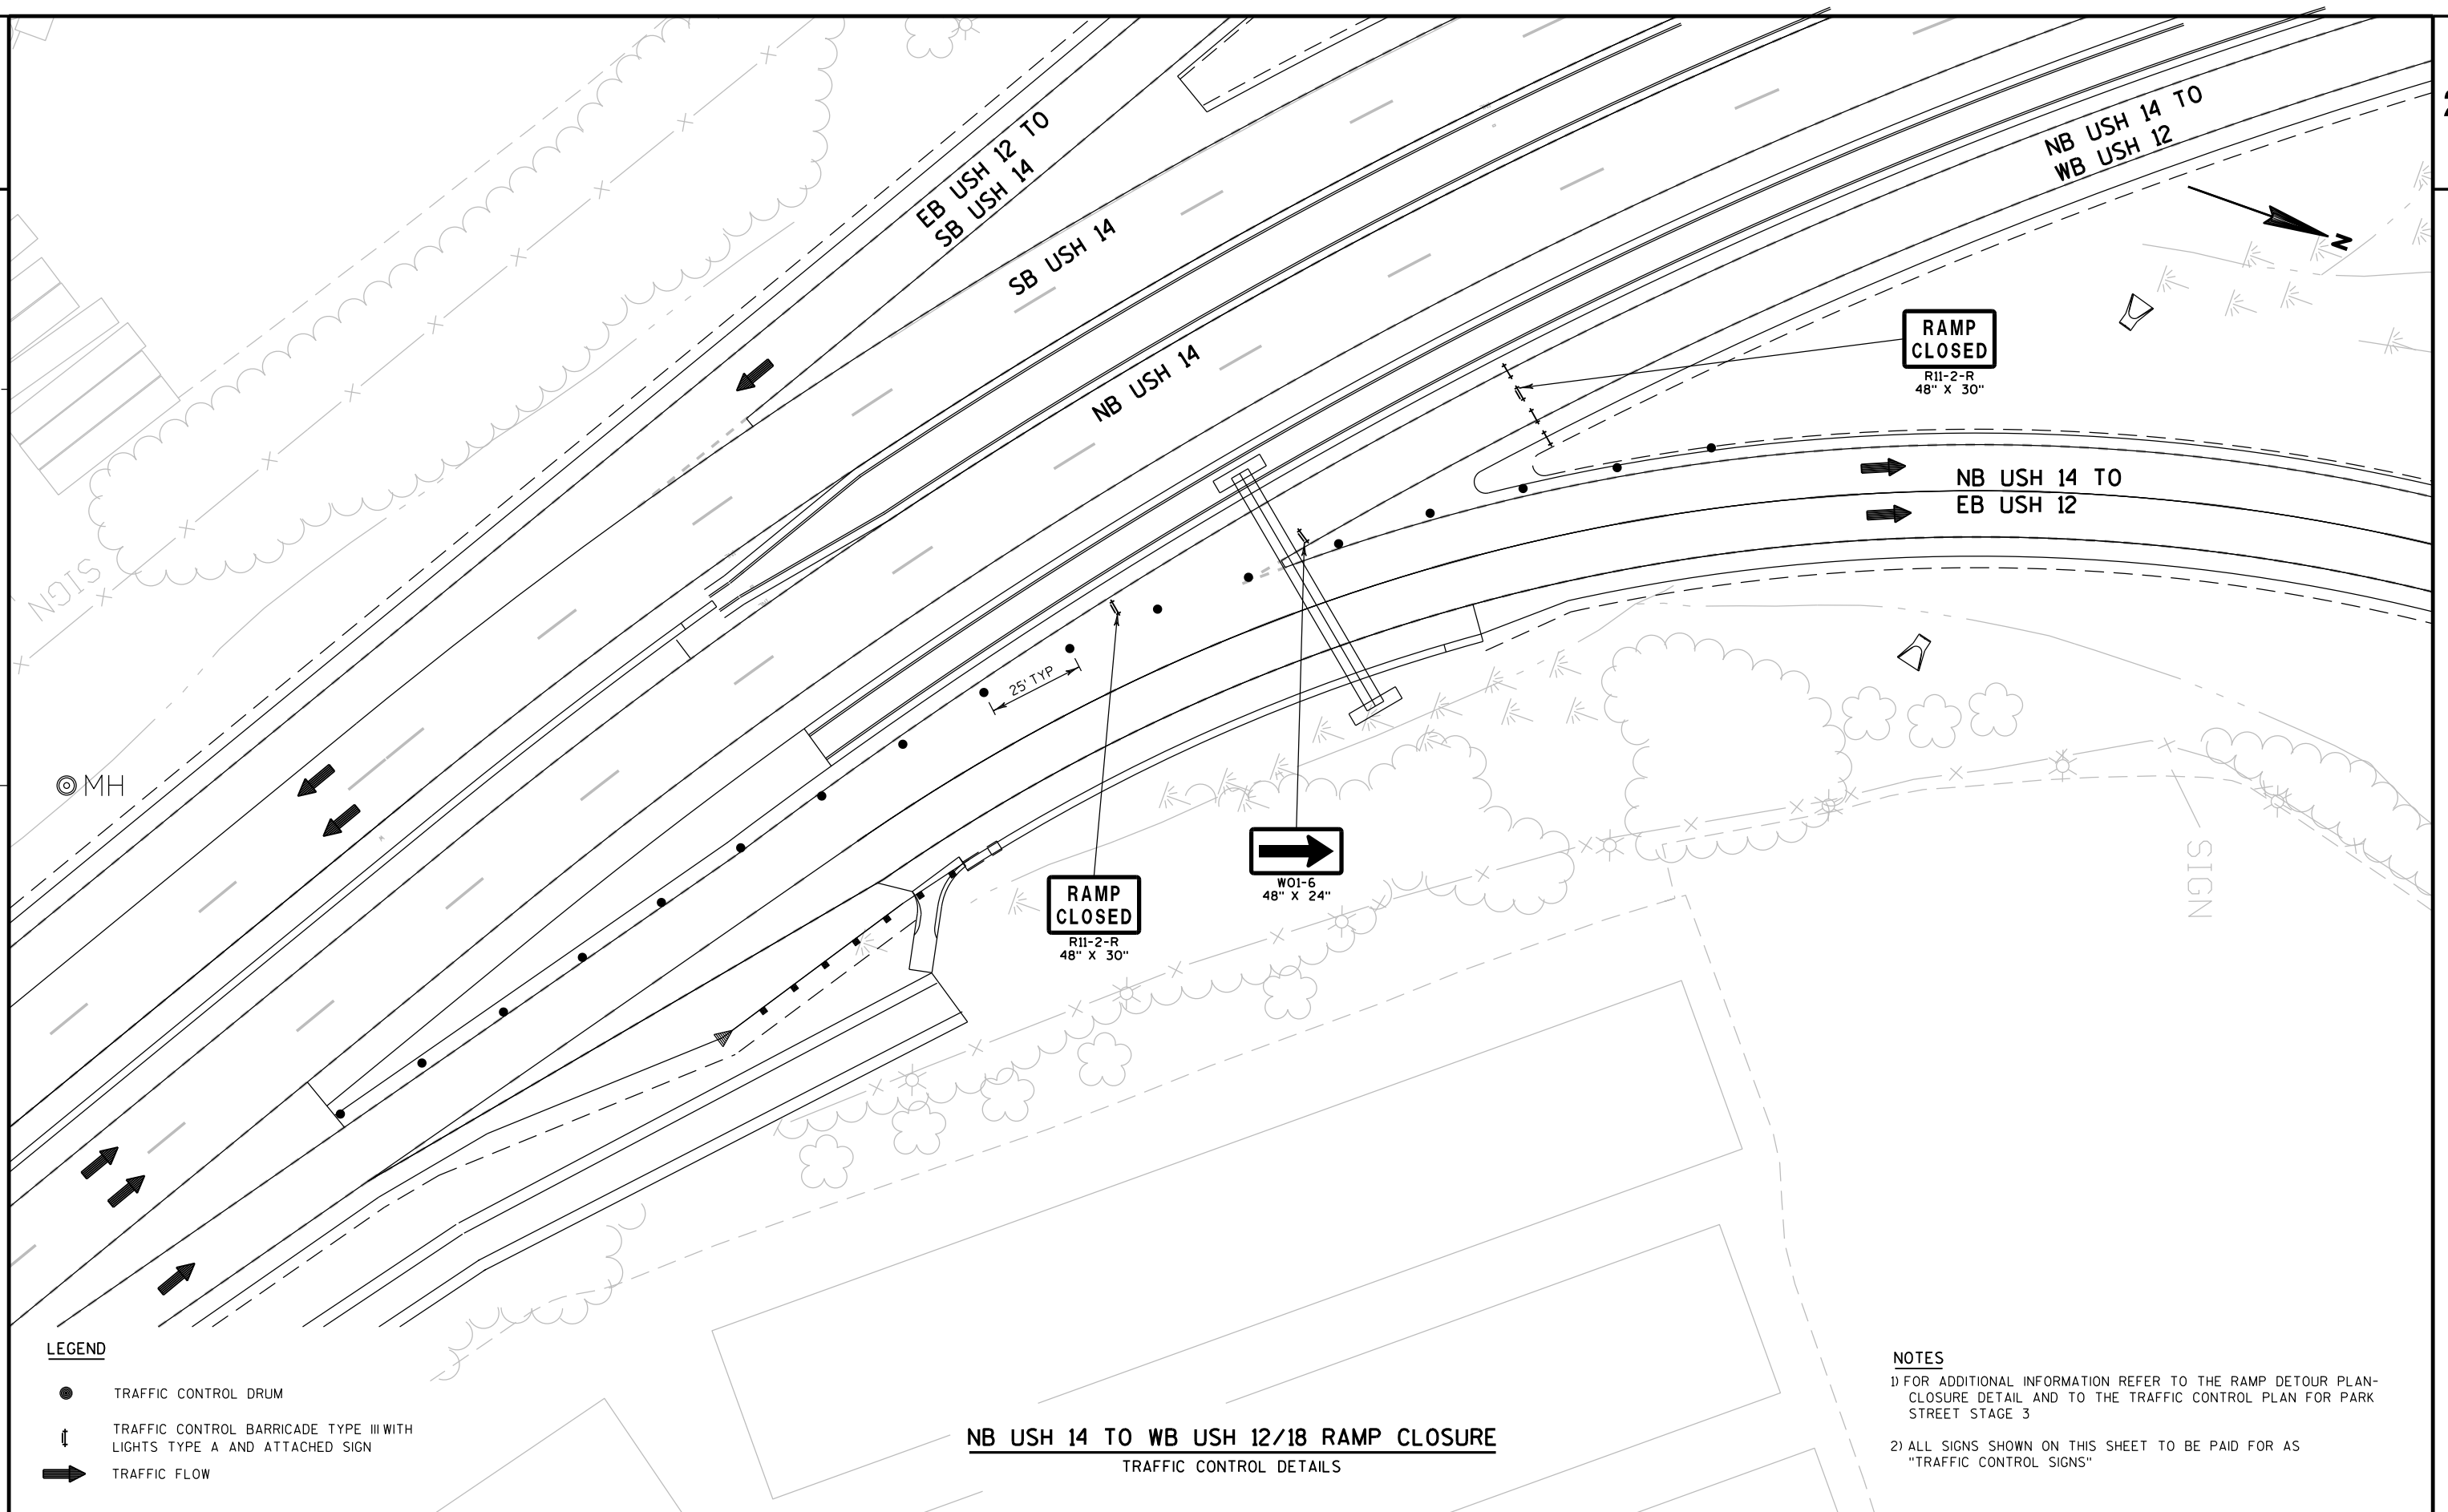 EB USH 12 TO
SB USH 14
SB USH 14
NB USH 14
NB USH 14 TO
WB USH 12
N
RAMP
CLOSED
R11-2-R
48" X 30"
NB USH 14 TO
EB USH 12
SIGN
25' TYP
MH
RAMP
CLOSED
R11-2-R
48" X 30"
WO1-6
48" X 24"
SIGN
LEGEND
TRAFFIC CONTROL DRUM
TRAFFIC CONTROL BARRICADE TYPE III WITH
LIGHTS TYPE A AND ATTACHED SIGN
TRAFFIC FLOW
NB USH 14 TO WB USH 12/18 RAMP CLOSURE
TRAFFIC CONTROL DETAILS
NOTES
1) FOR ADDITIONAL INFORMATION REFER TO THE RAMP DETOUR PLAN-
CLOSURE DETAIL AND TO THE TRAFFIC CONTROL PLAN FOR PARK
STREET STAGE 3
2) ALL SIGNS SHOWN ON THIS SHEET TO BE PAID FOR AS
"TRAFFIC CONTROL SIGNS"